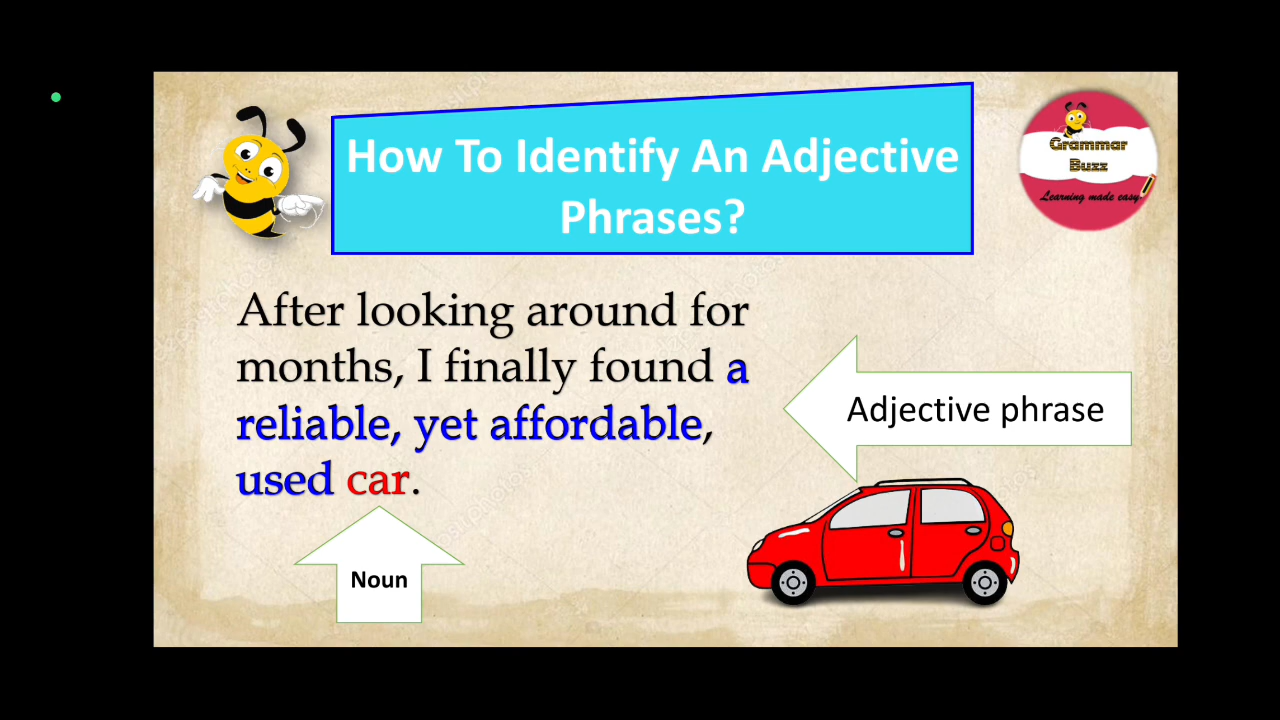 How To Identify An Adjective
Phrases?
Grammar
Buzz
Learning made easy
After looking around for
months, I finally found a
reliable, yet affordable,
used car.
Adjective phrase
Noun